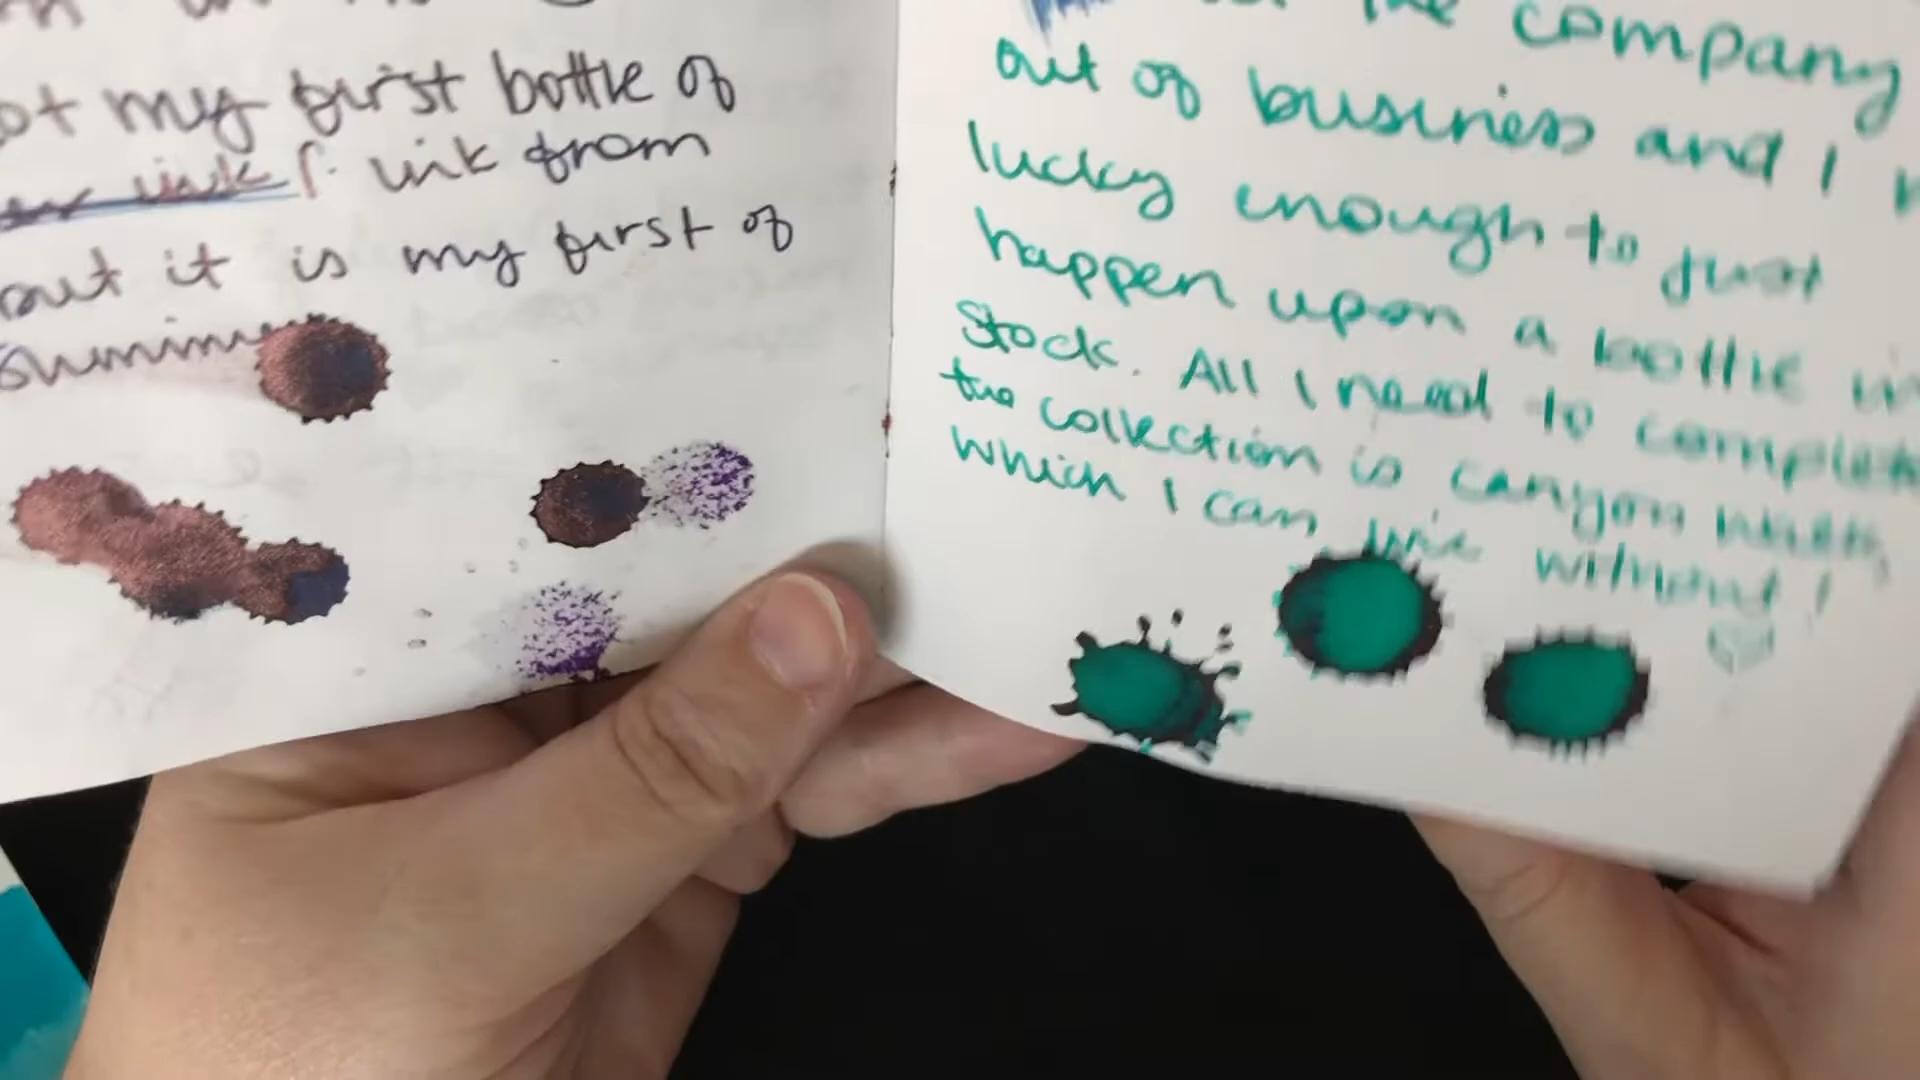 my first bottle of
ink ink from
out it is my first of
the company
out of business and I
lucky enough to just
happen upon a bottle in
stock. All I need to complete
the collection is canyon
which I can live without!